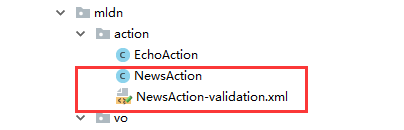 mldn
action
EchoAction
NewsAction
NewsAction-validation.xml
vo